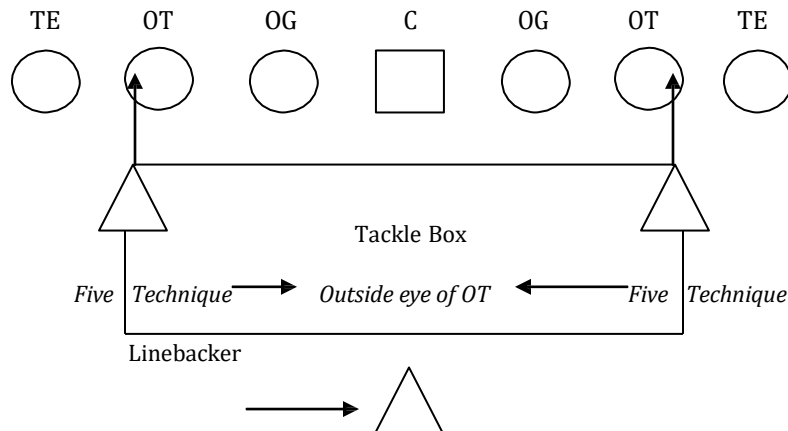 TE OT OG C OG OT TE
Tackle Box
Five Technique Outside eye of OT Five Technique
Linebacker